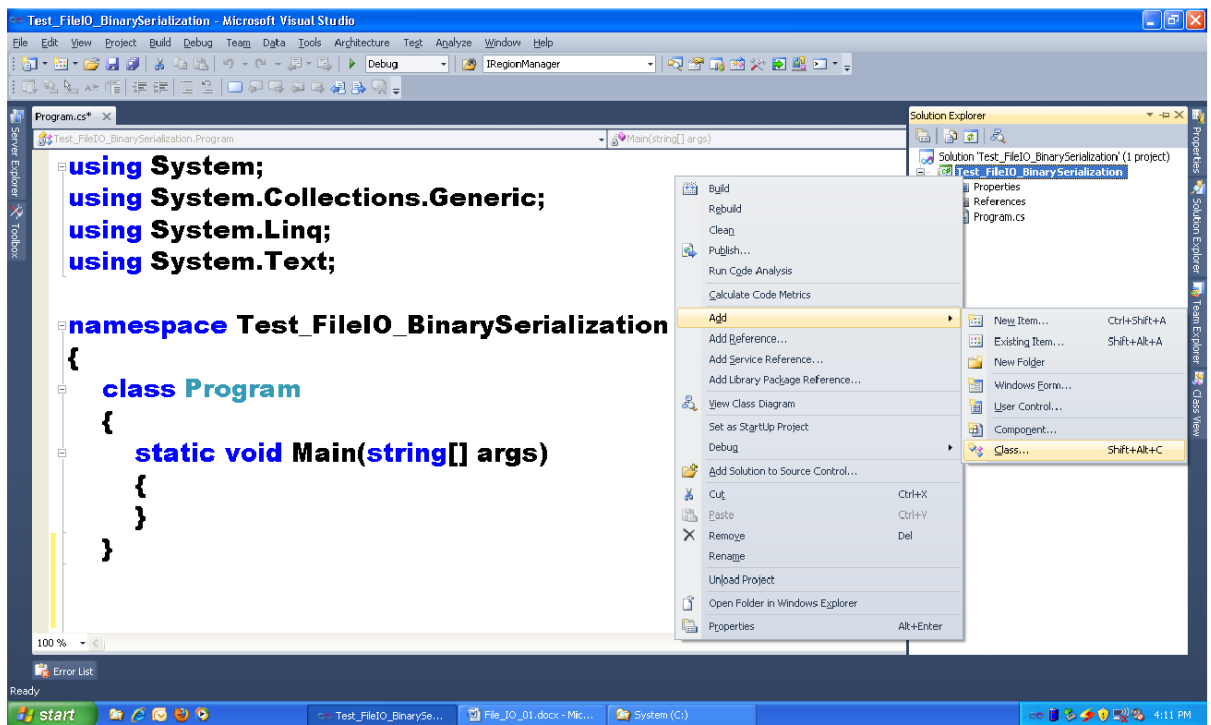 Test_FileIO_BinarySerialization - Microsoft Visual Studio
File Edit View Project Build Debug Team Data Tools Architecture Test Analyze Window Help
Debug IRegionManager
Program.cs*
Test_FileIO_BinarySerialization.Program
Main(string[] args)
using System;
using System.Collections.Generic;
using System.Linq;
using System.Text;
namespace Test_FileIO_BinarySerialization
{
class Program
{
static void Main(string[] args)
{
}
}
100 %
Server Explorer
Toolbox
Build
Rebuild
Clean
Publish...
Run Code Analysis
Calculate Code Metrics
Add
Add Reference...
Add Service Reference...
Add Library Package Reference...
View Class Diagram
Set as StartUp Project
Debug
Add Solution to Source Control...
Cut Ctrl+X
Paste Ctrl+V
Remove Del
Rename
Unload Project
Open Folder in Windows Explorer
Properties Alt+Enter
New Item... Ctrl+Shift+A
Existing Item... Shift+Alt+A
New Folder
Windows Form...
User Control...
Component...
Class... Shift+Alt+C
Solution Explorer
Solution 'Test_FileIO_BinarySerialization' (1 project)
Test_FileIO_BinarySerialization
Properties
References
Program.cs
Properties
Solution Explorer
Team Explorer
Class View
Error List
Ready
start
Test_FileIO_BinarySe...
File_IO_01.docx - Mic...
System (C:)
4:11 PM